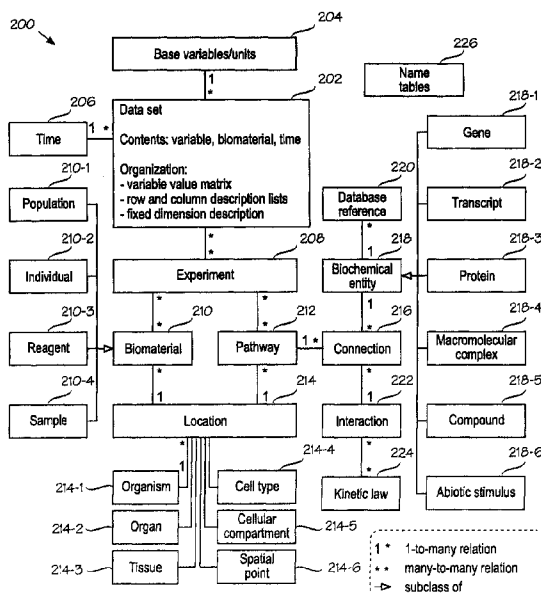 200
204
Base variables/units
226
Name
tables
1
*
202
206
Time
1 *
Data set
Contents: variable, biomaterial, time
Organization:
- variable value matrix
- row and column description lists
- fixed dimension description
218-1
Gene
210-1
Population
220
Database
reference
218-2
Transcript
*
*
208
*
1
218
210-2
Individual
Experiment
Biochemical
entity
218-3
Protein
*
*
210
*
*
212
1
*
216
210-3
Reagent
Biomaterial
Pathway
1 *
Connection
218-4
Macromolecular
complex
210-4
Sample
*
1
*
1
214
Location
*
1
222
Interaction
218-5
Compound
*
1
214-4
214-1
Organism
Cell type
*
*
224
Kinetic law
218-6
Abiotic stimulus
214-2
Organ
Cellular
compartment
214-5
214-3
Tissue
Spatial
point
214-6
1 * 1-to-many relation
* * many-to-many relation
subclass of